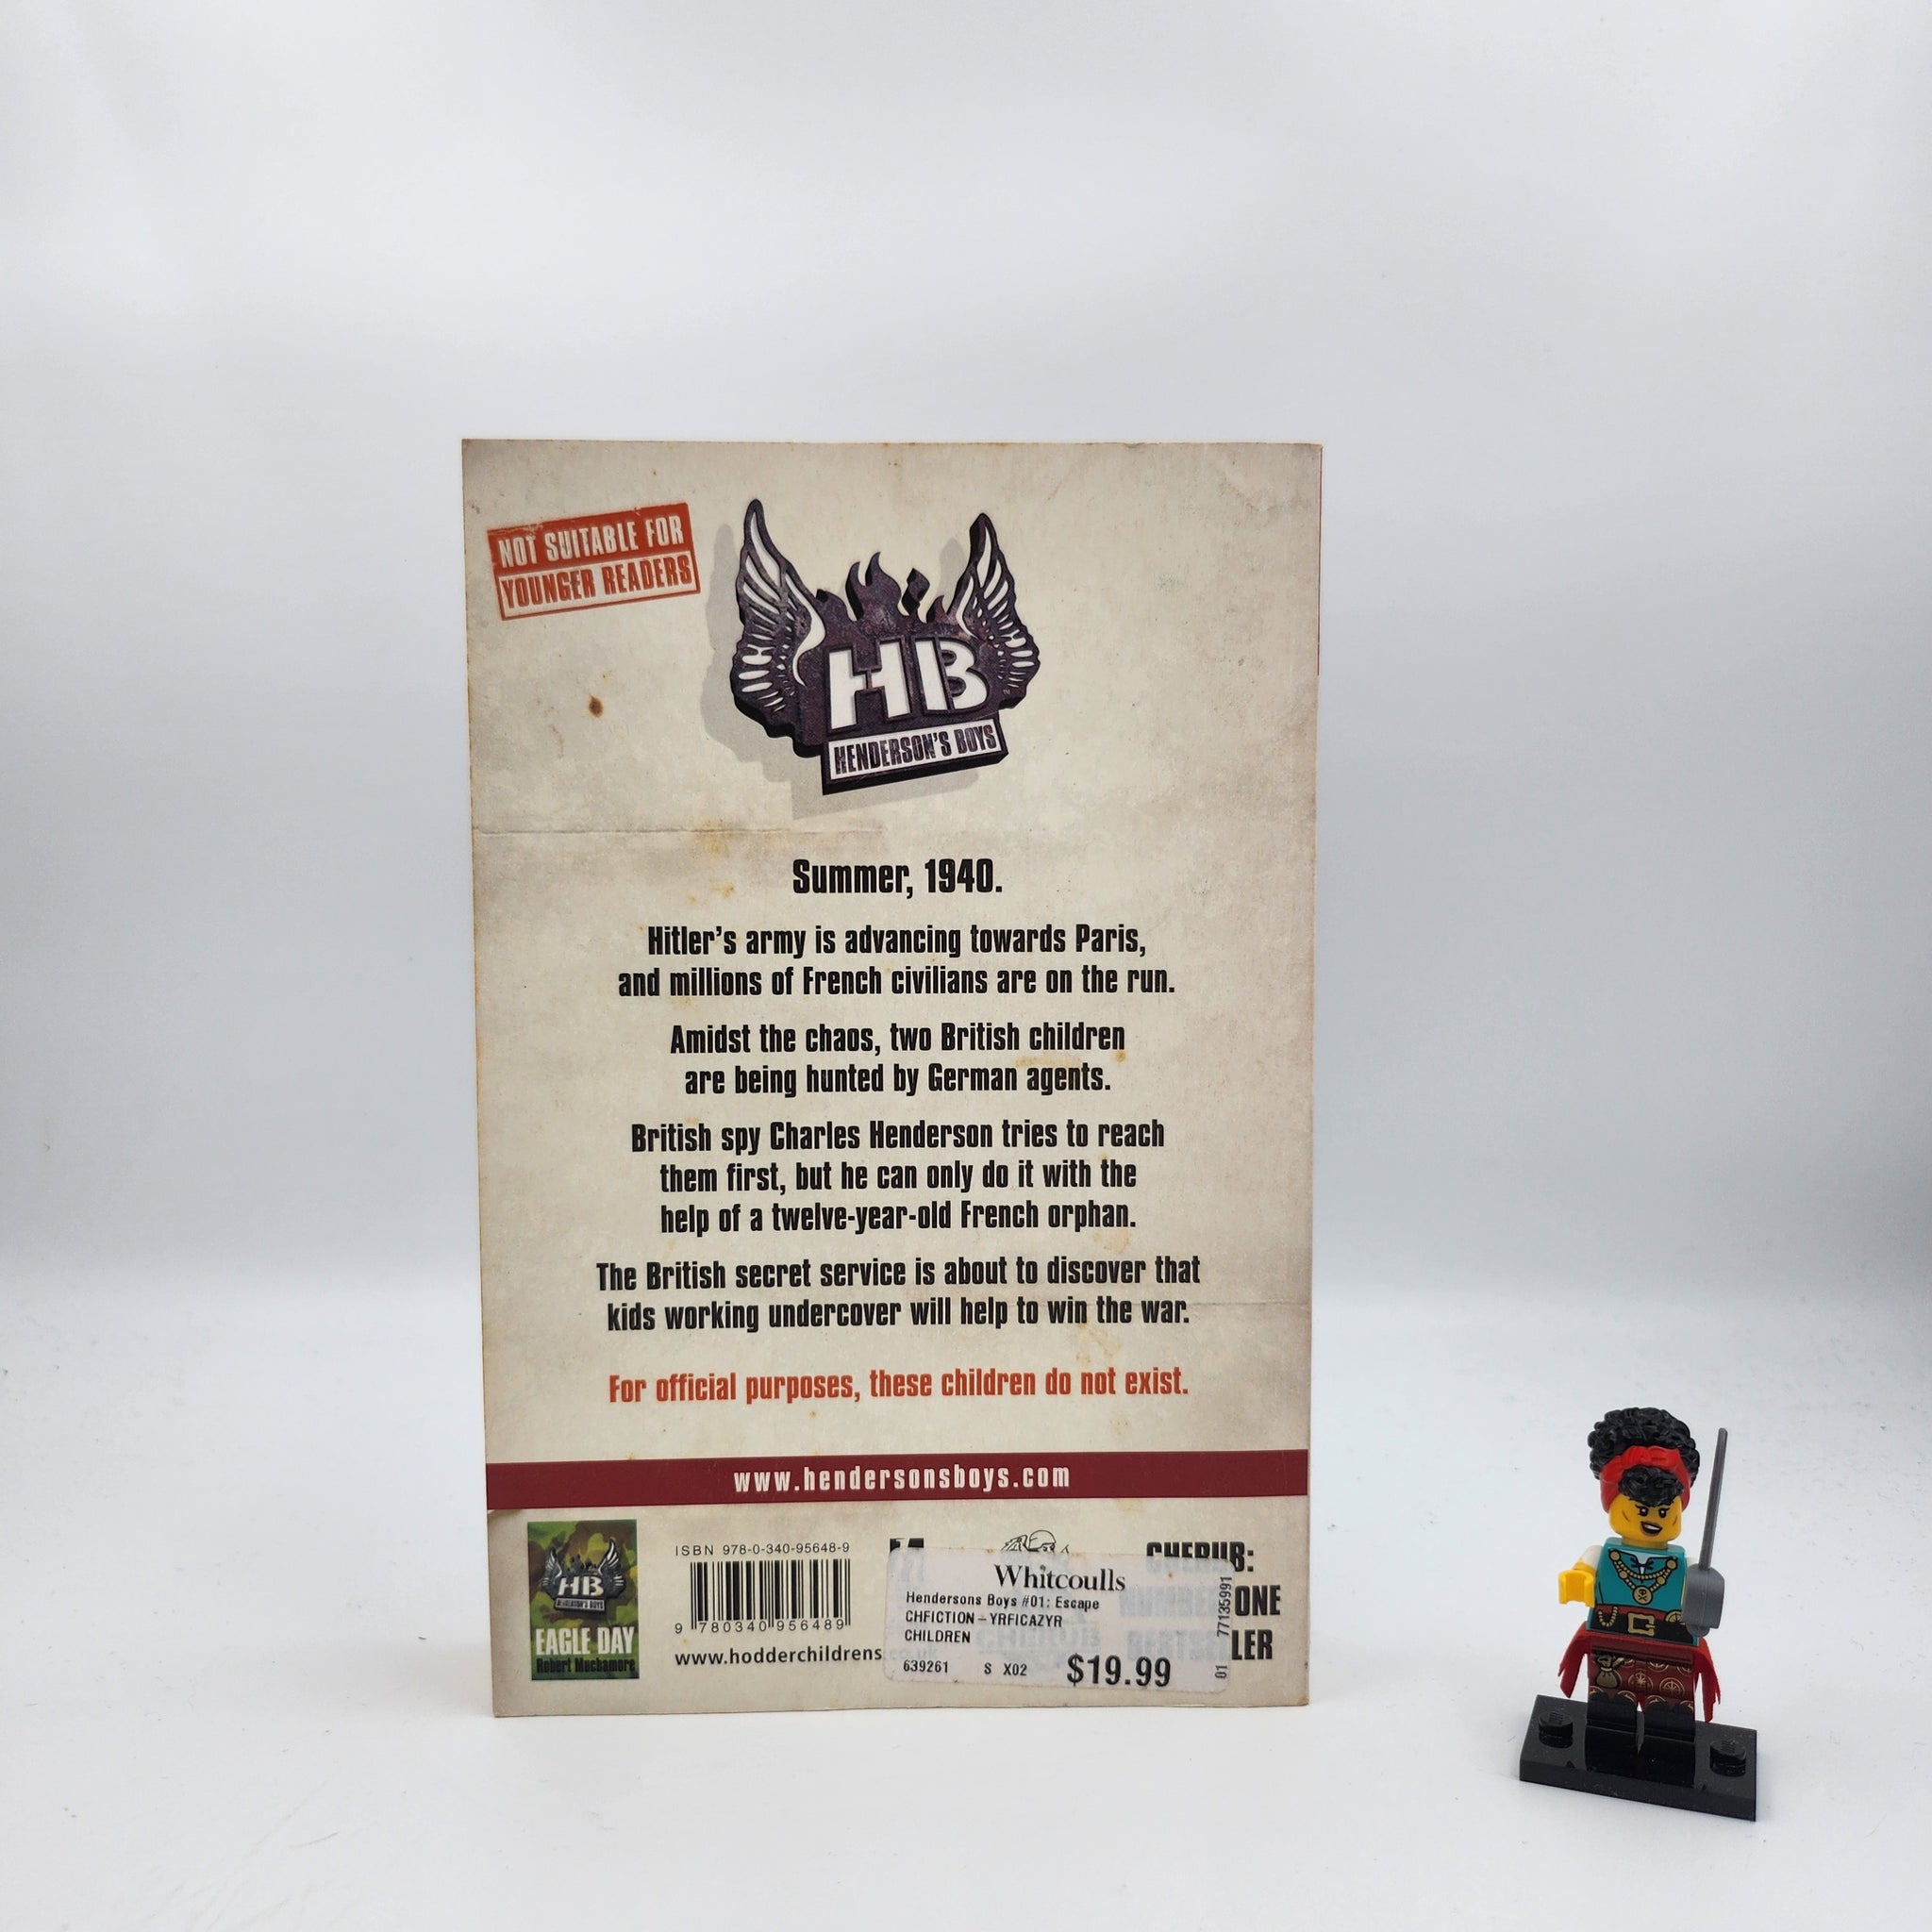 NOT SUITABLE FOR
YOUNGER READERS
HB
HENDERSON'S BOYS
Summer, 1940.
Hitler's army is advancing towards Paris,
and millions of French civilians are on the run.
Amidst the chaos, two British children
are being hunted by German agents.
British spy Charles Henderson tries to reach
them first, but he can only do it with the
help of a twelve-year-old French orphan.
The British secret service is about to discover that
kids working undercover will help to win the war.
For official purposes, these children do not exist.
www.hendersonsboys.com
HB
HENDERSON'S BOYS
EAGLE DAY
Robert Muchamore
ISBN 978-0-340-95648-9
9 780340 956489
www.hodderchildrens.co.uk
Whitcoulls
Hendersons Boys #01: Escape
CHFICTION - YRFICAZYR
CHILDREN
639261 S X02 $19.99
01 77135991
CHERUB:
NUMBER ONE
BESTSELLER